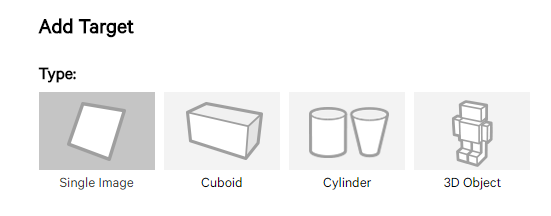 Add Target
Type:
Single Image Cuboid Cylinder 3D Object